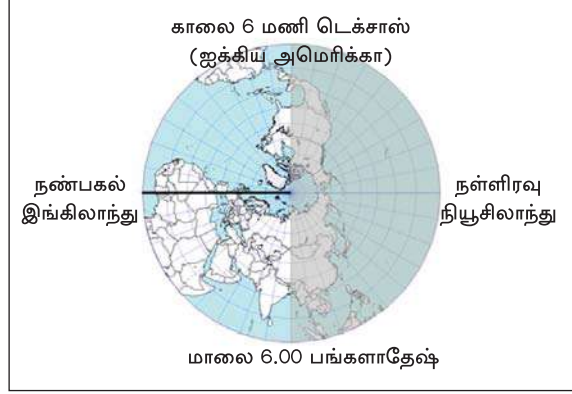 காலை 6 மணி டெக்சாஸ்
(ஐக்கிய அமெரிக்கா)
நண்பகல்
இங்கிலாந்து
நள்ளிரவு
நியூசிலாந்து
மாலை 6.00 பங்களாதேஷ்